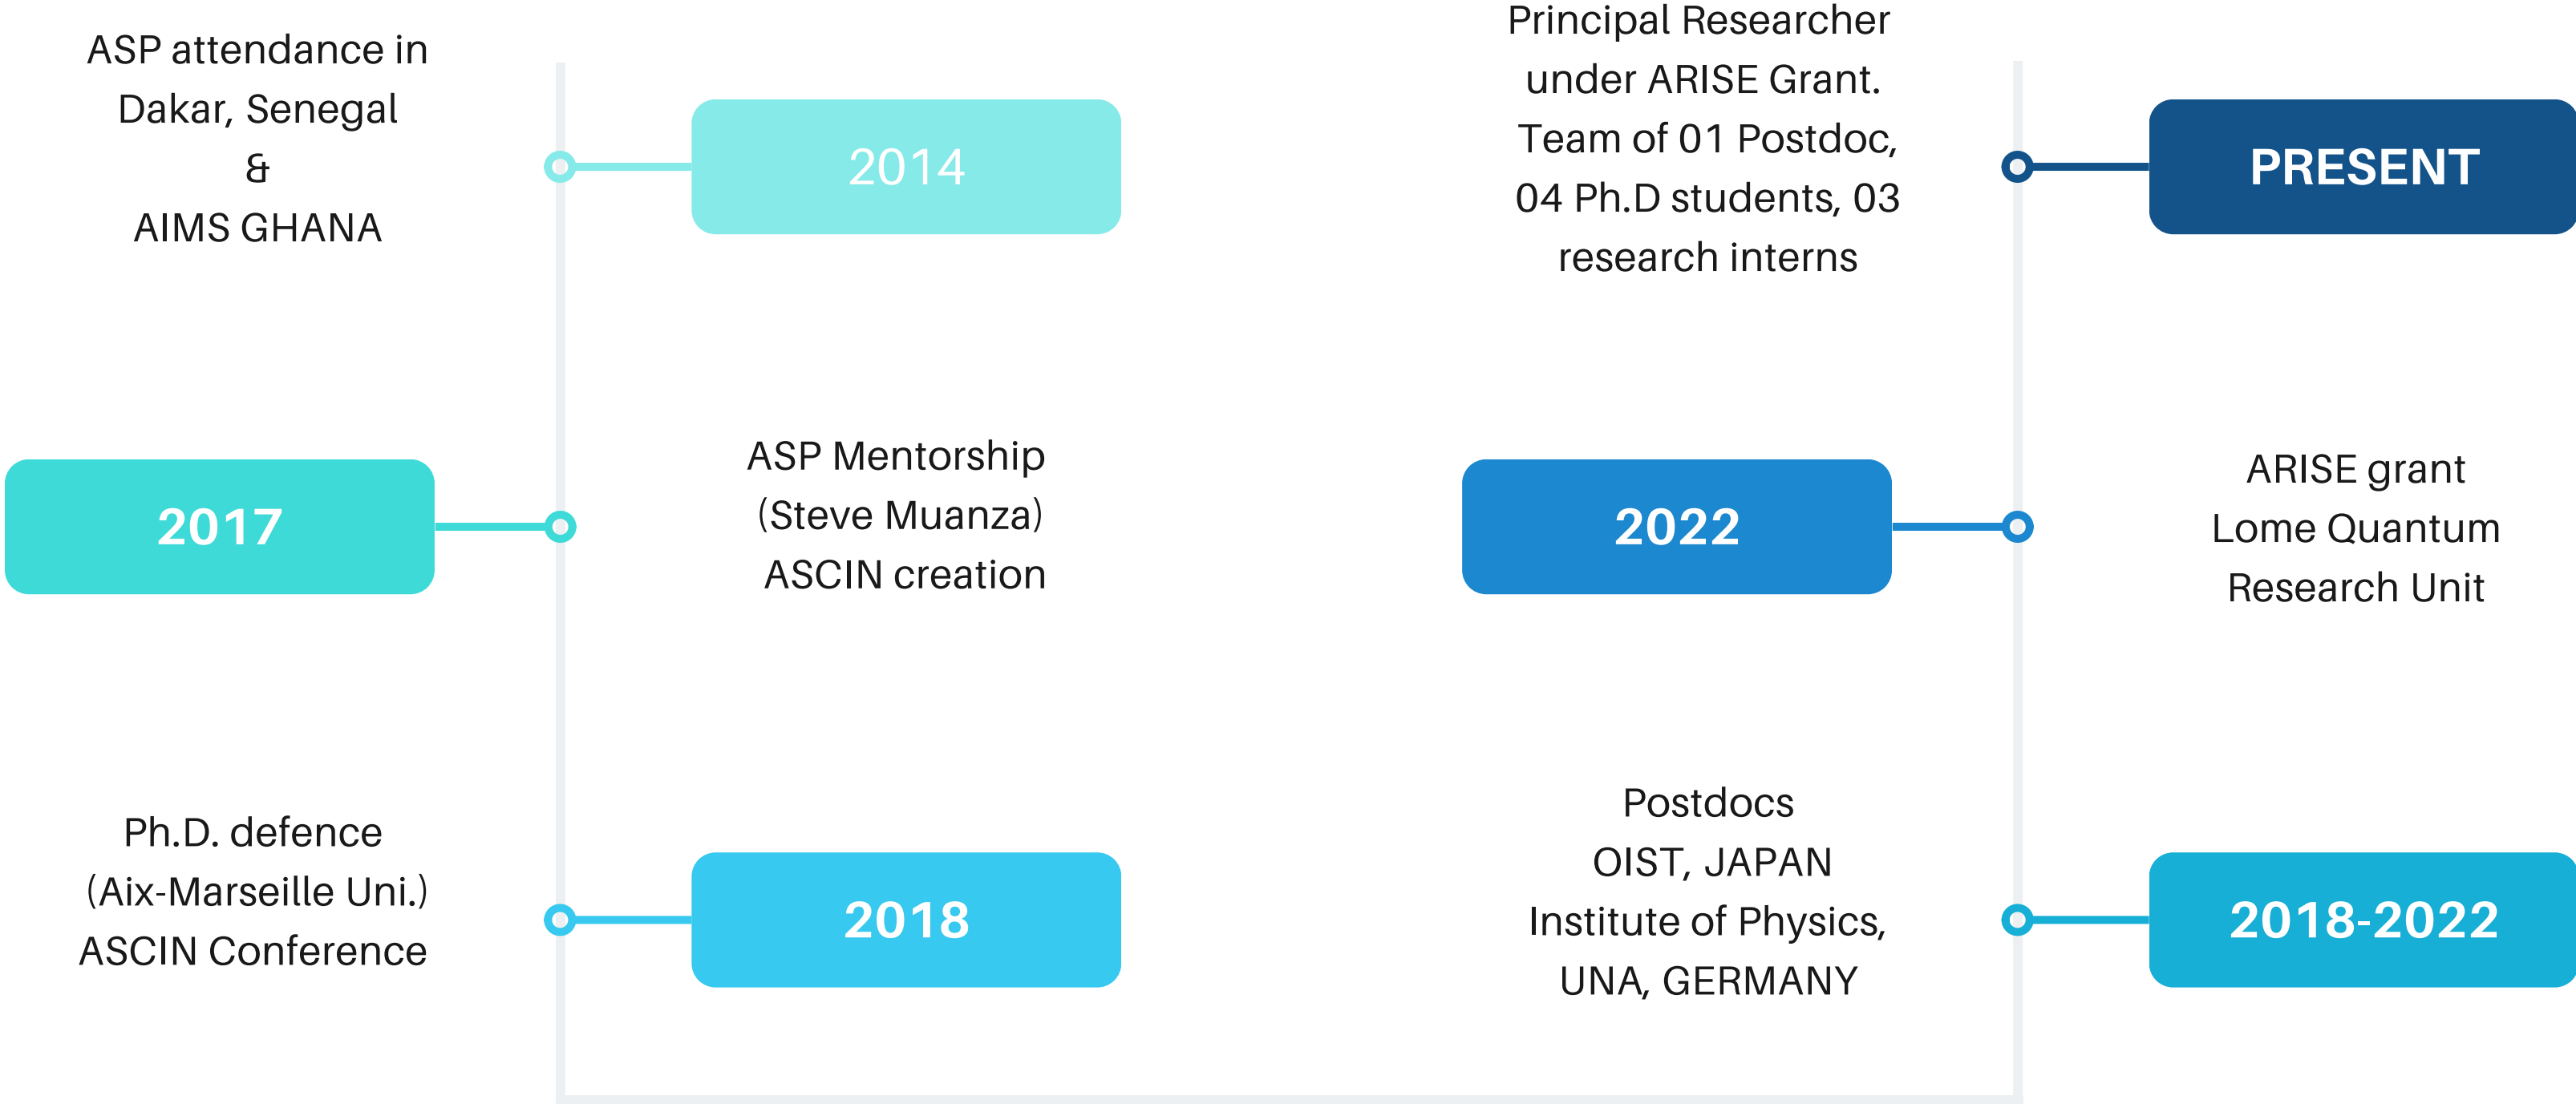 ASP attendance in
Dakar, Senegal
&
AIMS GHANA
2014
2017
ASP Mentorship
(Steve Muanza)
ASCIN creation
Ph.D. defence
(Aix-Marseille Uni.)
ASCIN Conference
2018
Postdocs
OIST, JAPAN
Institute of Physics,
UNA, GERMANY
2018-2022
2022
ARISE grant
Lome Quantum
Research Unit
Principal Researcher
under ARISE Grant.
Team of 01 Postdoc,
04 Ph.D students, 03
research interns
PRESENT